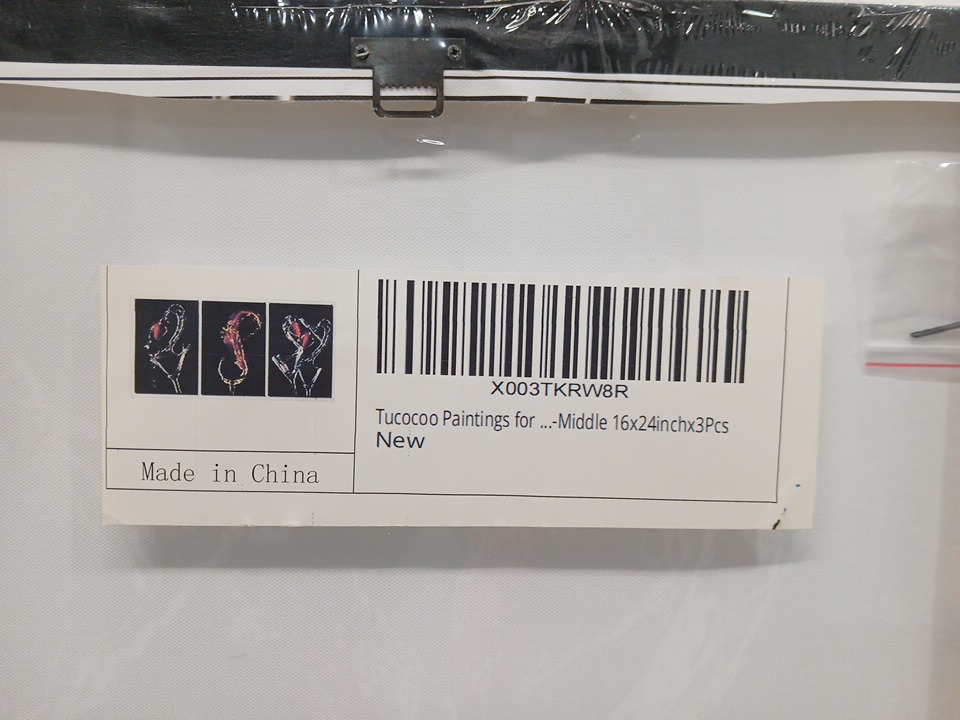 X003TKRW8R
Tucocoo Paintings for ...-Middle 16x24inchx3Pcs
New
Made in China